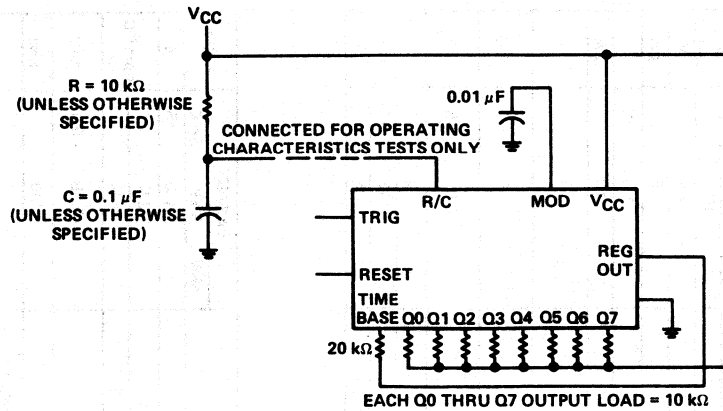 VCC
R = 10 kΩ
(UNLESS OTHERWISE
SPECIFIED)
0.01 μF
CONNECTED FOR OPERATING
CHARACTERISTICS TESTS ONLY
C = 0.1 μF
(UNLESS OTHERWISE
SPECIFIED)
R/C MOD VCC
TRIG
REG
OUT
RESET
TIME
BASE Q0 Q1 Q2 Q3 Q4 Q5 Q6 Q7
20 kΩ
EACH Q0 THRU Q7 OUTPUT LOAD = 10 kΩ